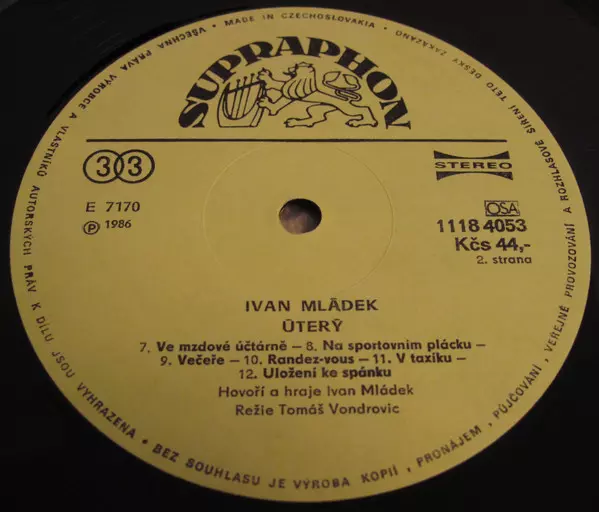 • MADE IN CZECHOSLOVAKIA • VŠECHNA PRÁVA VÝROBCE A VLASTNÍKŮ AUTORSKÝCH PRÁV K DÍLU JSOU VYHRAZENA • BEZ SOUHLASU JE VÝROBA KOPIÍ, PRONÁJEM, PŮJČOVÁNÍ, VEŘEJNÉ PROVOZOVÁNÍ A ROZHLASOVÉ ŠÍŘENÍ TÉTO DESKY ZAKÁZÁNO
SUPRAPHON
33
STEREO
E 7170
Ⓟ 1986
OSA
1118 4053
Kčs 44,-
2. strana
IVAN MLÁDEK
ÚTERÝ
7. Ve mzdové účtárně – 8. Na sportovním plácku –
9. Večeře – 10. Randez-vous – 11. V taxíku –
12. Uložení ke spánku
Hovoří a hraje Ivan Mládek
Režie Tomáš Vondrovic